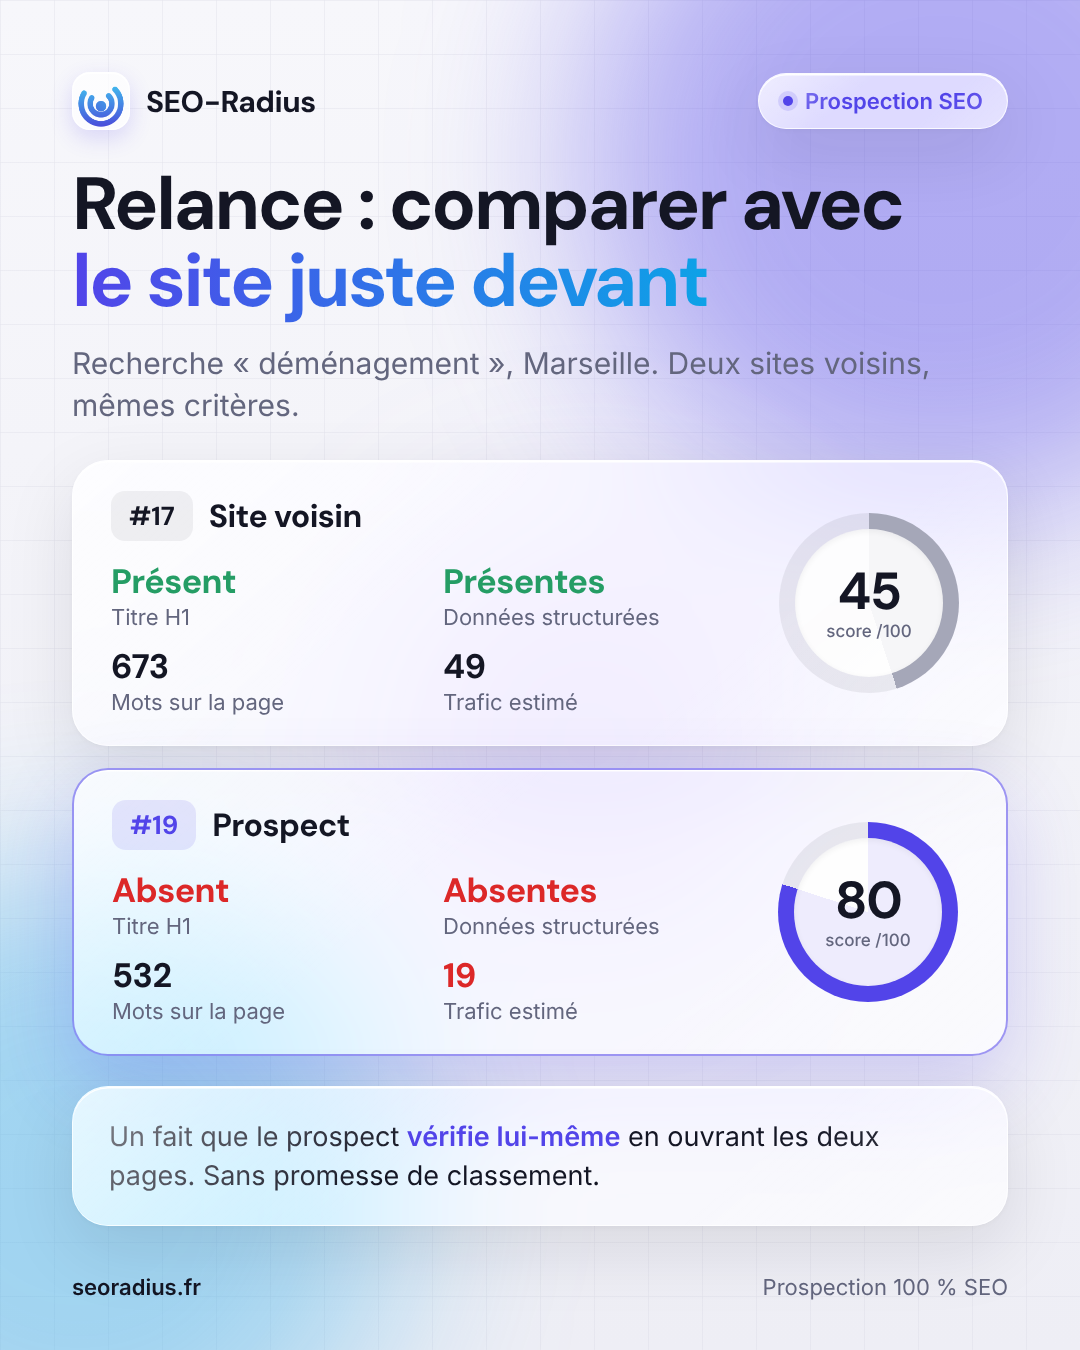 SEO-Radius
Prospection SEO
Relance : comparer avec
le site juste devant
Recherche « déménagement », Marseille. Deux sites voisins,
mêmes critères.
#17 Site voisin
Présent
Titre H1
Présentes
Données structurées
673
Mots sur la page
49
Trafic estimé
45
score /100
#19 Prospect
Absent
Titre H1
Absentes
Données structurées
532
Mots sur la page
19
Trafic estimé
80
score /100
Un fait que le prospect vérifie lui-même en ouvrant les deux
pages. Sans promesse de classement.
seoradius.fr
Prospection 100 % SEO